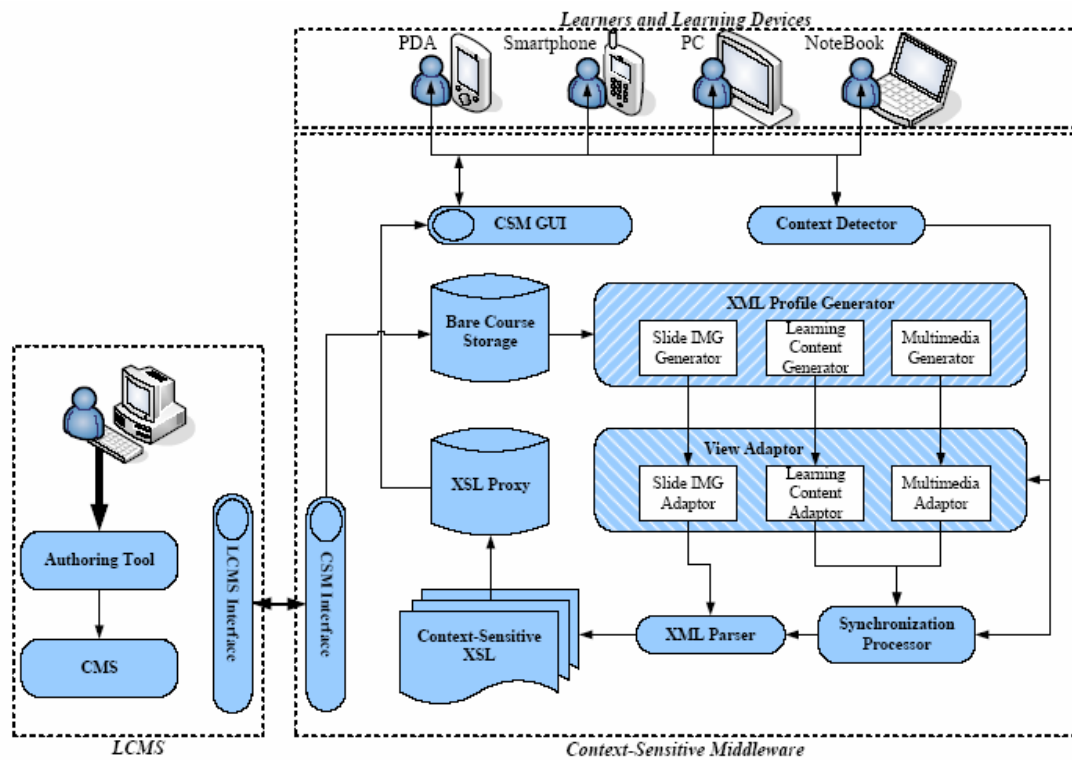 Learners and Learning Devices
PDA
Smartphone
PC
NoteBook
CSM GUI
Context Detector
Bare Course
Storage
XML Profile Generator
Slide IMG
Generator
Learning
Content
Generator
Multimedia
Generator
XSL Proxy
View Adaptor
Slide IMG
Adaptor
Learning
Content
Adaptor
Multimedia
Adaptor
Authoring Tool
CMS
LCMS Interface
CSM Interface
Context-Sensitive
XSL
XML Parser
Synchronization
Processor
LCMS
Context-Sensitive Middleware